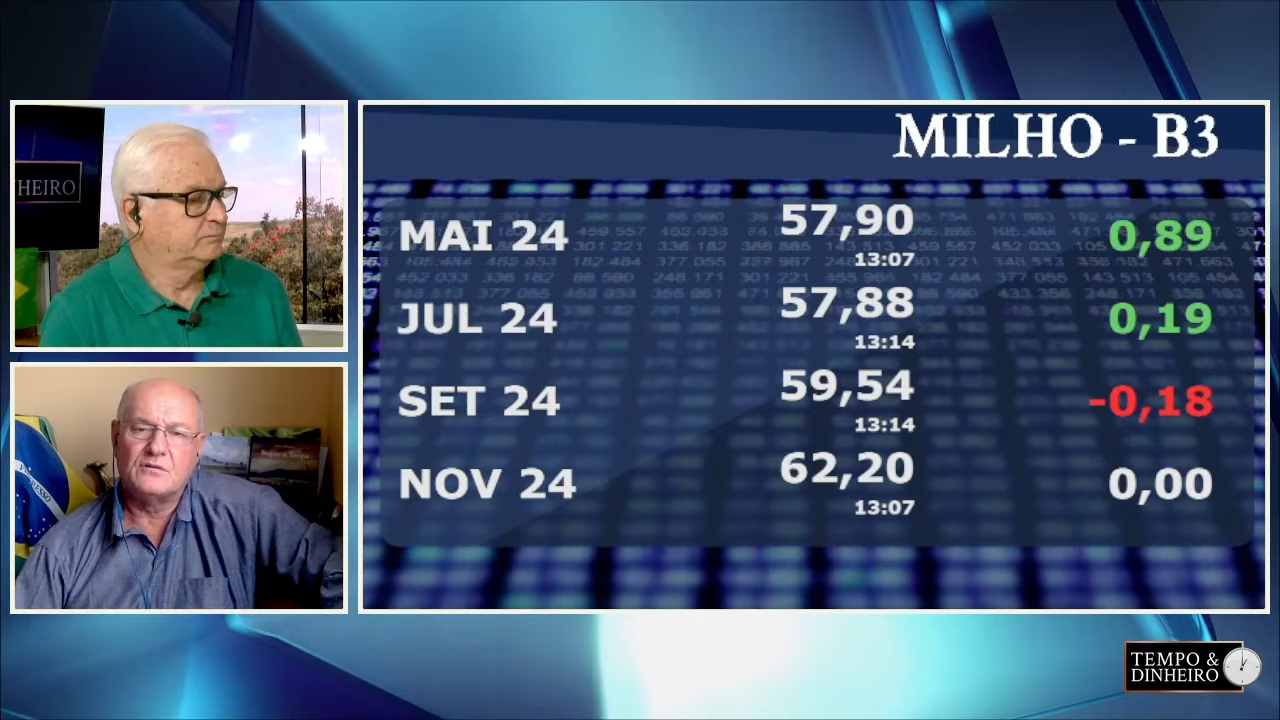 HEIRO
MILHO - B3
MAI 24 57,90 0,89
13:07
JUL 24 57,88 0,19
13:14
SET 24 59,54 -0,18
13:14
NOV 24 62,20 0,00
13:07
TEMPO &
DINHEIRO